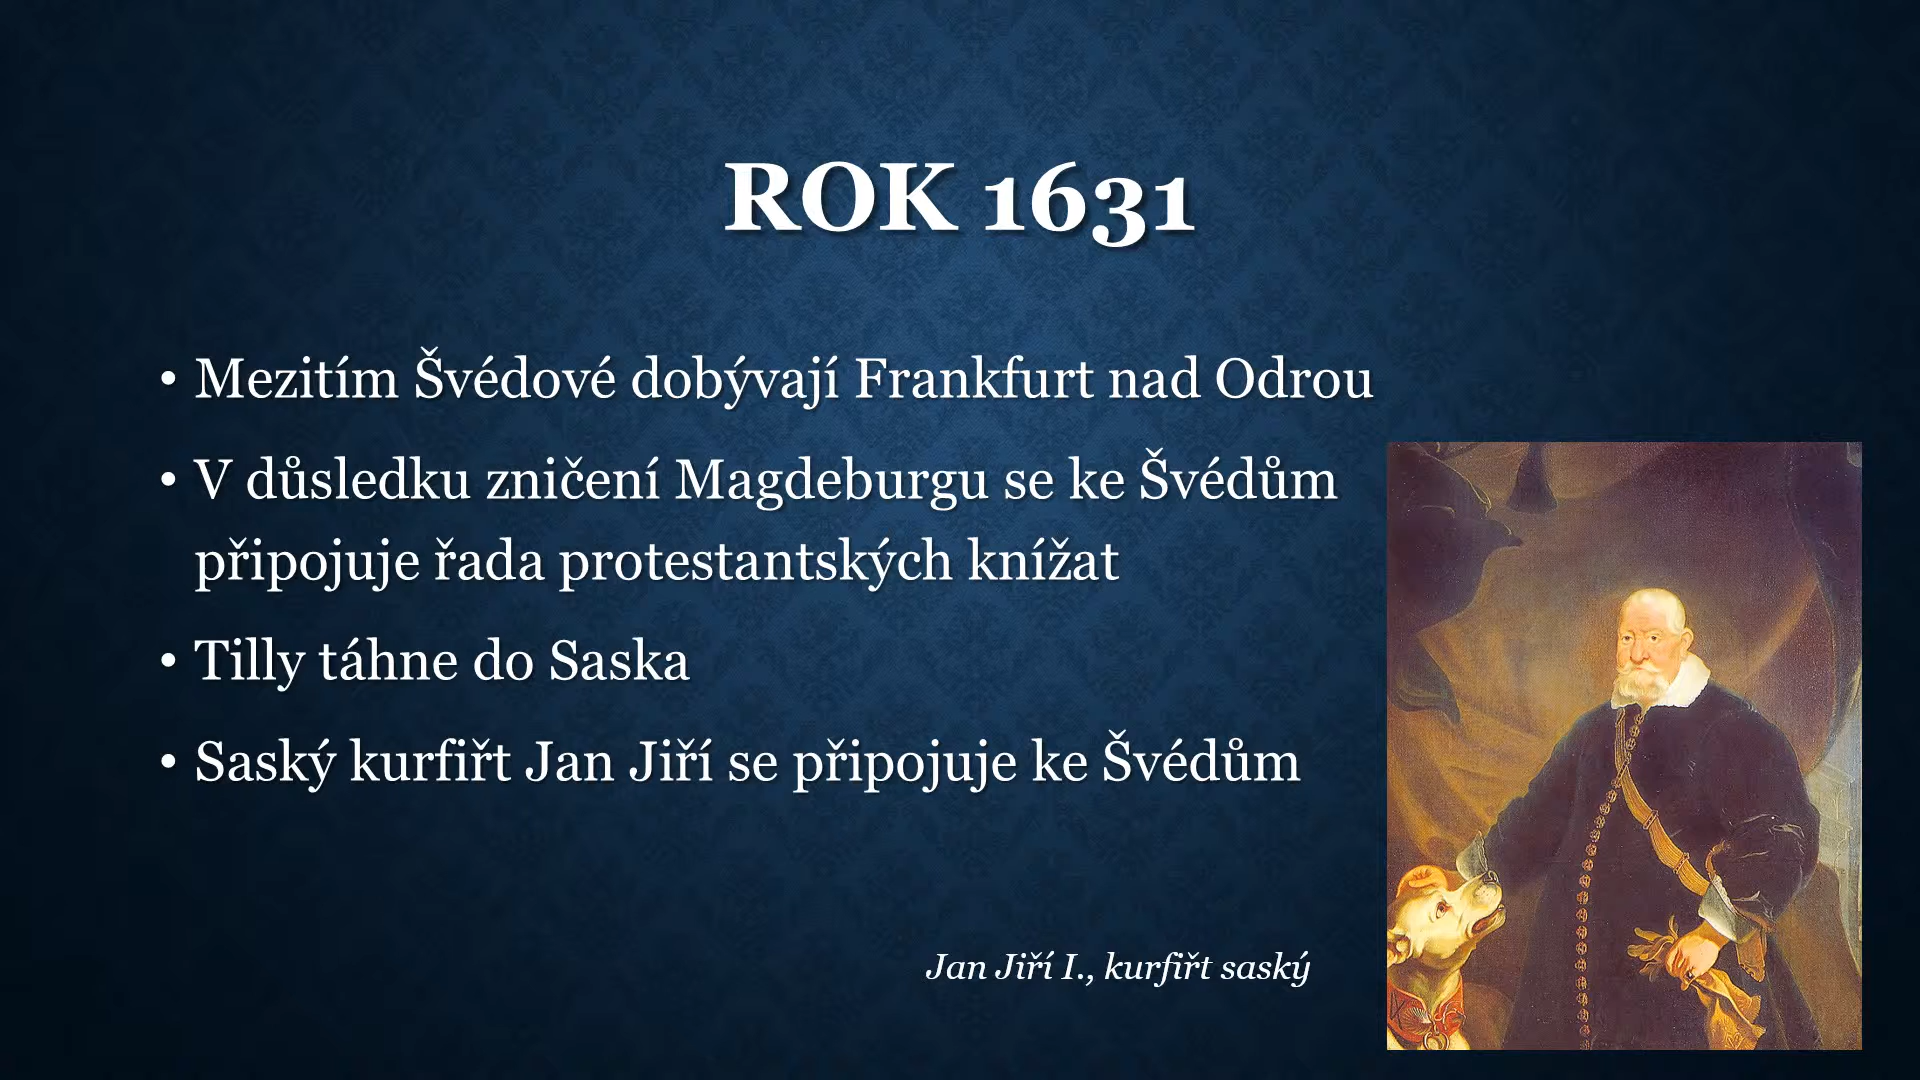 ROK 1631
• Mezitím Švédové dobývají Frankfurt nad Odrou
• V důsledku zničení Magdeburgu se ke Švédům
připojuje řada protestantských knížat
• Tilly táhne do Saska
• Saský kurfiřt Jan Jiří se připojuje ke Švédům
Jan Jiří I., kurfiřt saský